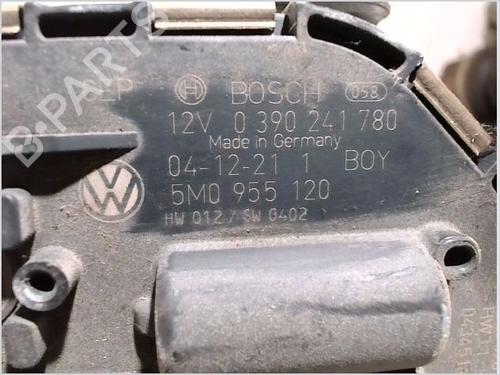 BOSCH 058
12V 0 390 241 780
Made in Germany
04-12-21 1 BOY
5M0 955 120
HW 012 / SW 0402
B-PARTS